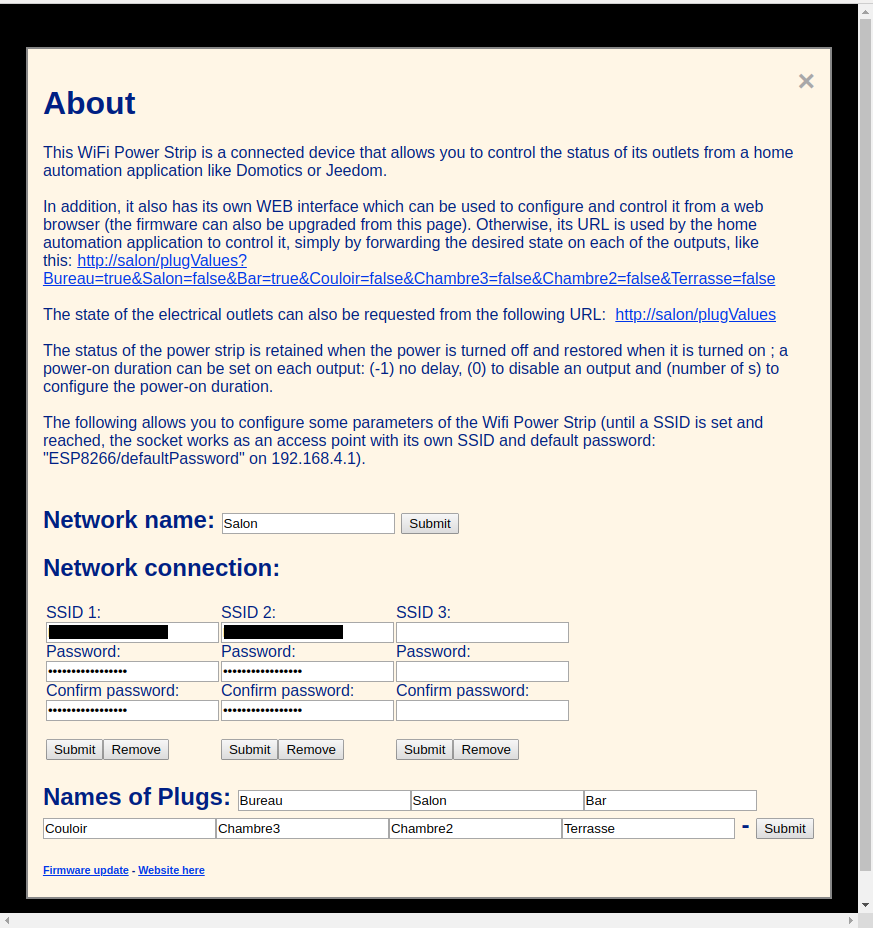 ×
About
This WiFi Power Strip is a connected device that allows you to control the status of its outlets from a home
automation application like Domotics or Jeedom.
In addition, it also has its own WEB interface which can be used to configure and control it from a web
browser (the firmware can also be upgraded from this page). Otherwise, its URL is used by the home
automation application to control it, simply by forwarding the desired state on each of the outputs, like
this: http://salon/plugValues?
Bureau=true&Salon=false&Bar=true&Couloir=false&Chambre3=false&Chambre2=false&Terrasse=false
The state of the electrical outlets can also be requested from the following URL: http://salon/plugValues
The status of the power strip is retained when the power is turned off and restored when it is turned on ; a
power-on duration can be set on each output: (-1) no delay, (0) to disable an output and (number of s) to
configure the power-on duration.
The following allows you to configure some parameters of the Wifi Power Strip (until a SSID is set and
reached, the socket works as an access point with its own SSID and default password:
"ESP8266/defaultPassword" on 192.168.4.1).
Network name: Salon Submit
Network connection:
SSID 1: SSID 2: SSID 3:
Password: Password: Password:
••••••••••••••••• •••••••••••••••••
Confirm password: Confirm password: Confirm password:
••••••••••••••••• •••••••••••••••••
Submit Remove Submit Remove Submit Remove
Names of Plugs: Bureau Salon Bar
Couloir Chambre3 Chambre2 Terrasse - Submit
Firmware update - Website here